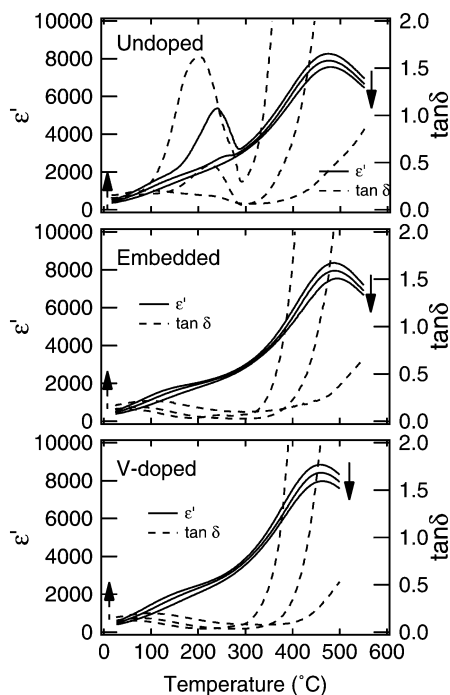 10000
8000
6000
4000
2000
0
ε'
Undoped
ε'
tan δ
2.0
1.5
1.0
0.5
0.0
tanδ
10000
8000
6000
4000
2000
0
ε'
Embedded
ε'
tan δ
2.0
1.5
1.0
0.5
0.0
tanδ
10000
8000
6000
4000
2000
0
ε'
V-doped
ε'
tan δ
2.0
1.5
1.0
0.5
0.0
tanδ
0 100 200 300 400 500 600
Temperature (˚C)